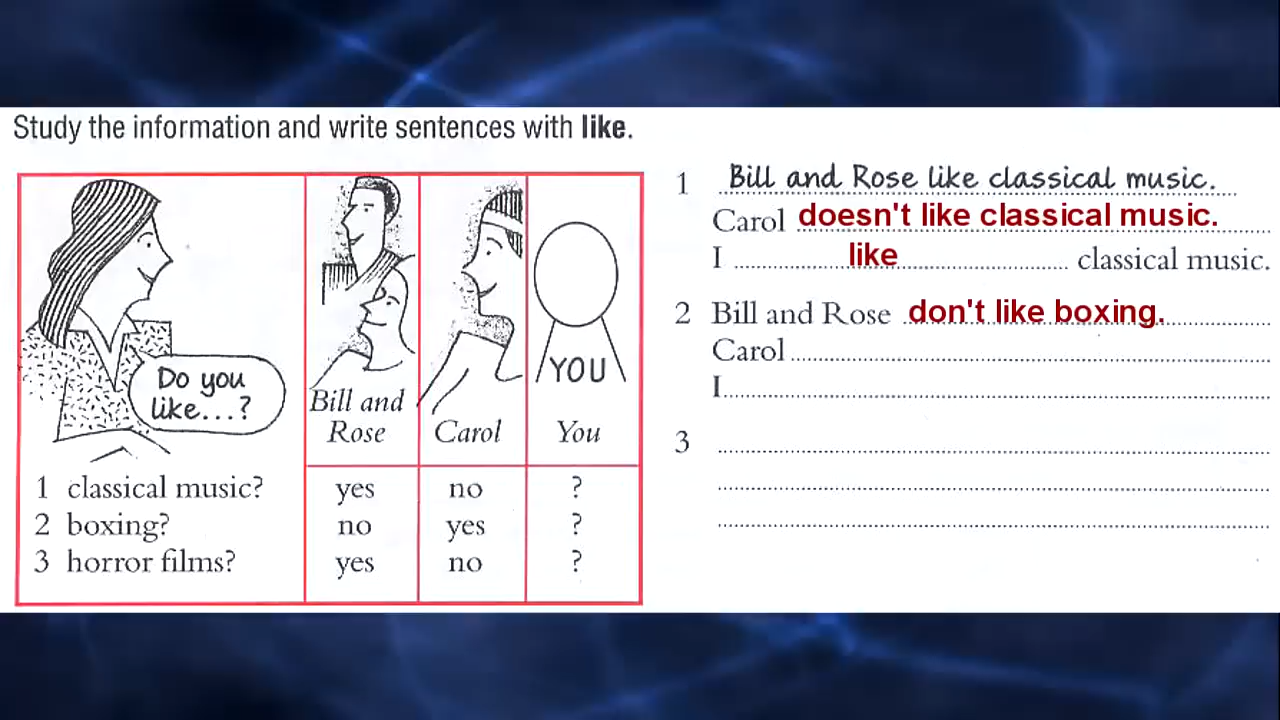 Study the information and write sentences with like.
Do you
like...?
Bill and
Rose
Carol
YOU
You
1 classical music? yes no ?
2 boxing? no yes ?
3 horror films? yes no ?
1 Bill and Rose like classical music.
Carol doesn't like classical music.
I like classical music.
2 Bill and Rose don't like boxing.
Carol
I
3